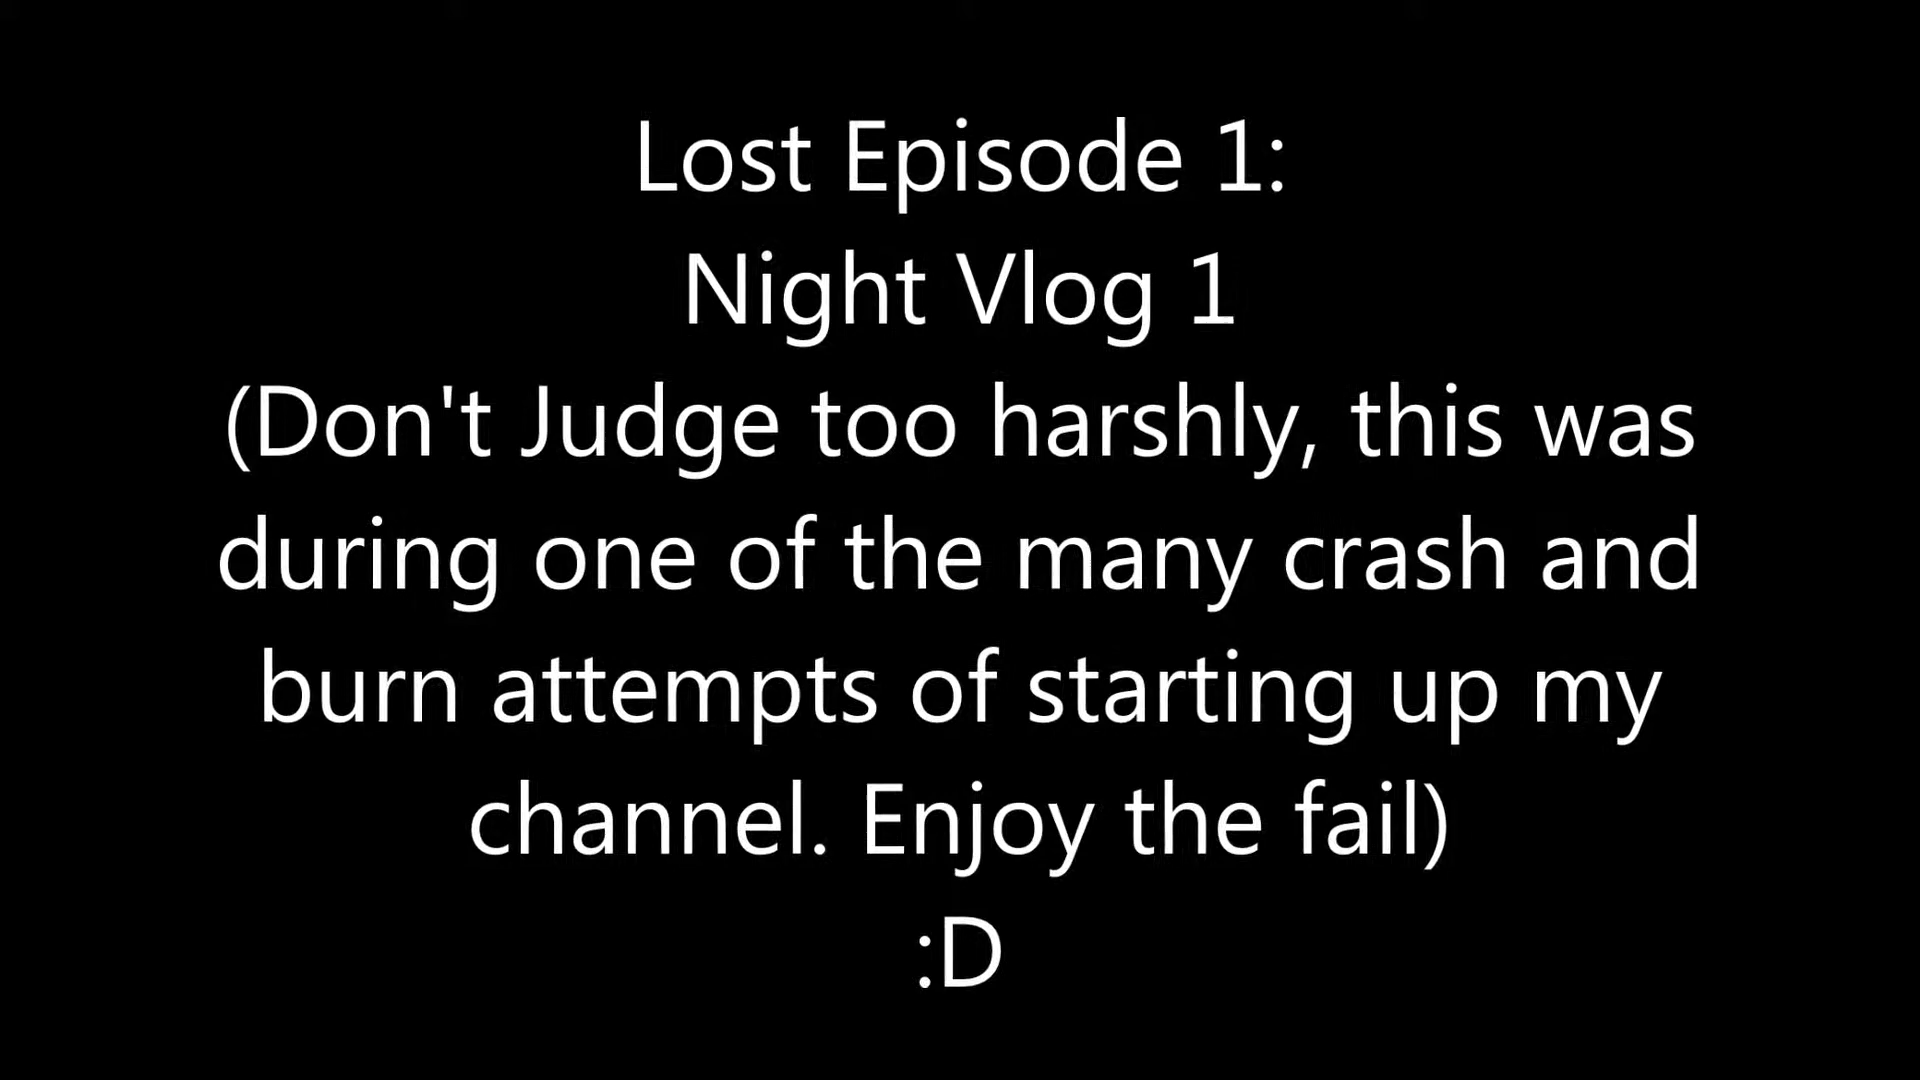 Lost Episode 1:
Night Vlog 1
(Don't Judge too harshly, this was
during one of the many crash and
burn attempts of starting up my
channel. Enjoy the fail)
:D